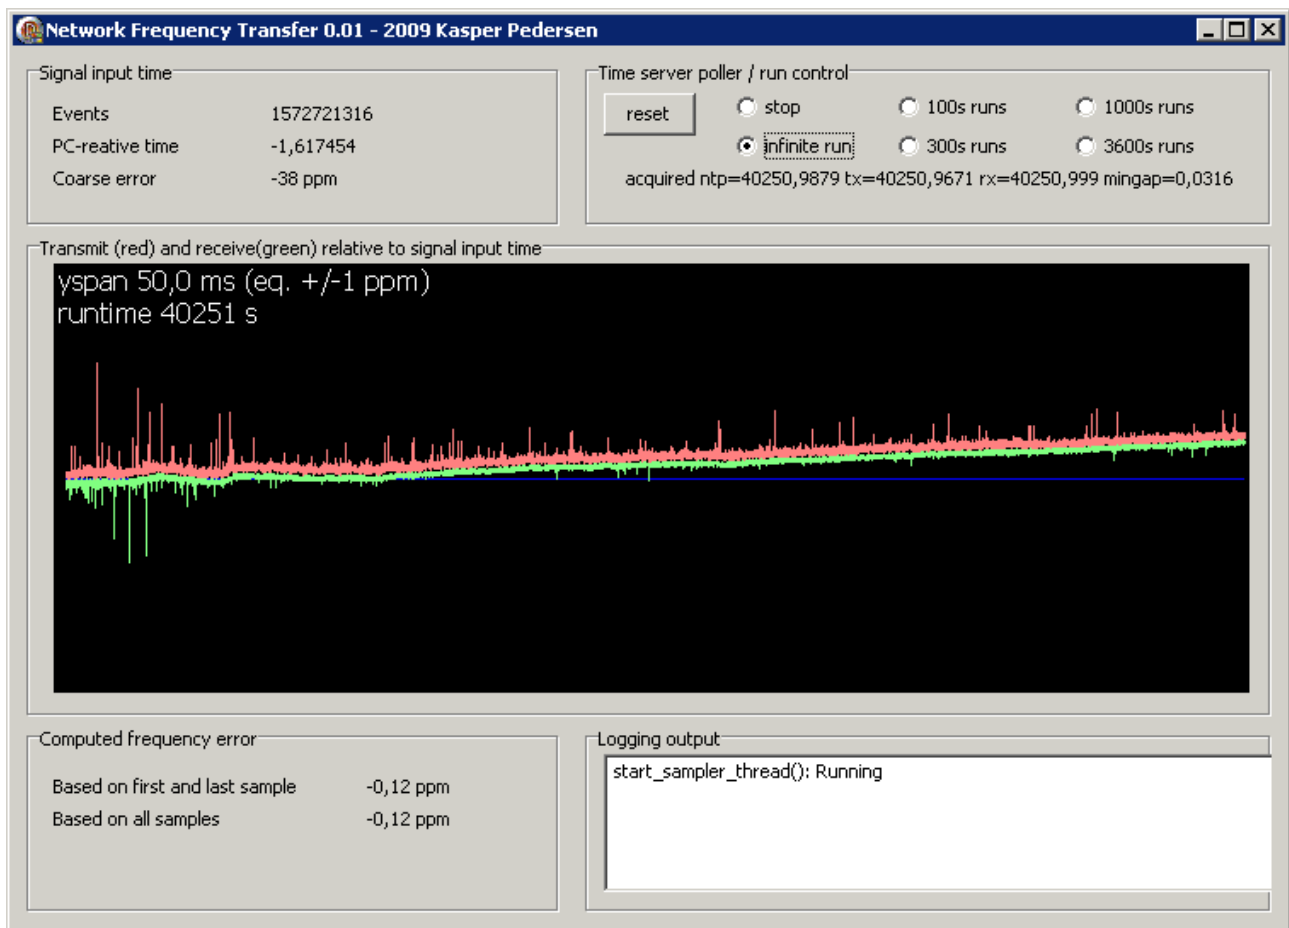 Network Frequency Transfer 0.01 - 2009 Kasper Pedersen
Signal input time
Events 1572721316
PC-reative time -1,617454
Coarse error -38 ppm
Time server poller / run control
reset stop 100s runs 1000s runs
infinite run 300s runs 3600s runs
acquired ntp=40250,9879 tx=40250,9671 rx=40250,999 mingap=0,0316
Transmit (red) and receive(green) relative to signal input time
yspan 50,0 ms (eq. +/-1 ppm)
runtime 40251 s
Computed frequency error
Based on first and last sample -0,12 ppm
Based on all samples -0,12 ppm
Logging output
start_sampler_thread(): Running